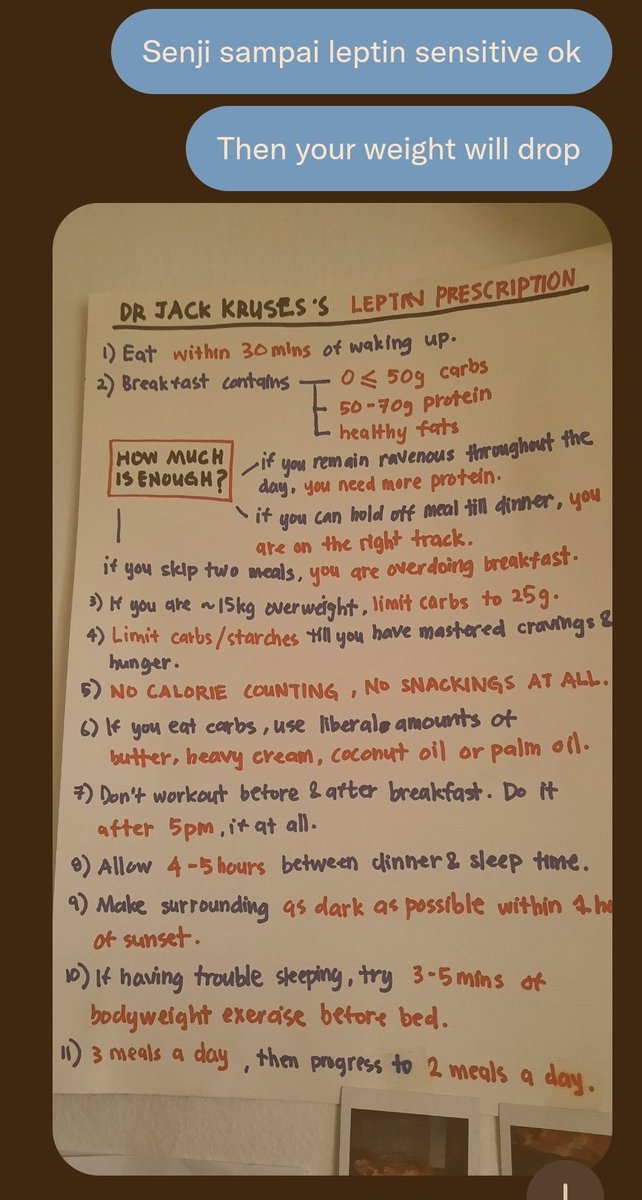 Senji sampai leptin sensitive ok
Then your weight will drop
DR JACK KRUSES'S LEPTIN PRESCRIPTION
1) Eat within 30 mins of waking up.
2) Breakfast contains
0 ≤ 50g carbs
50-70g protein
healthy fats
HOW MUCH
IS ENOUGH?
if you remain ravenous throughout the
day, you need more protein.
if you can hold off meal till dinner, you
are on the right track.
if you skip two meals, you are overdoing breakfast.
3) If you are ~15kg overweight, limit carbs to 25g.
4) Limit carbs/starches till you have mastered cravings &
hunger.
5) NO CALORIE COUNTING, NO SNACKINGS AT ALL.
6) If you eat carbs, use liberale amounts of
butter, heavy cream, coconut oil or palm oil.
7) Don't workout before & after breakfast. Do it
after 5pm, if at all.
8) Allow 4-5 hours between dinner & sleep time.
9) Make surrounding as dark as possible within 1 ho
of sunset.
10) If having trouble sleeping, try 3-5 mins of
bodyweight exercise before bed.
11) 3 meals a day, then progress to 2 meals a day.